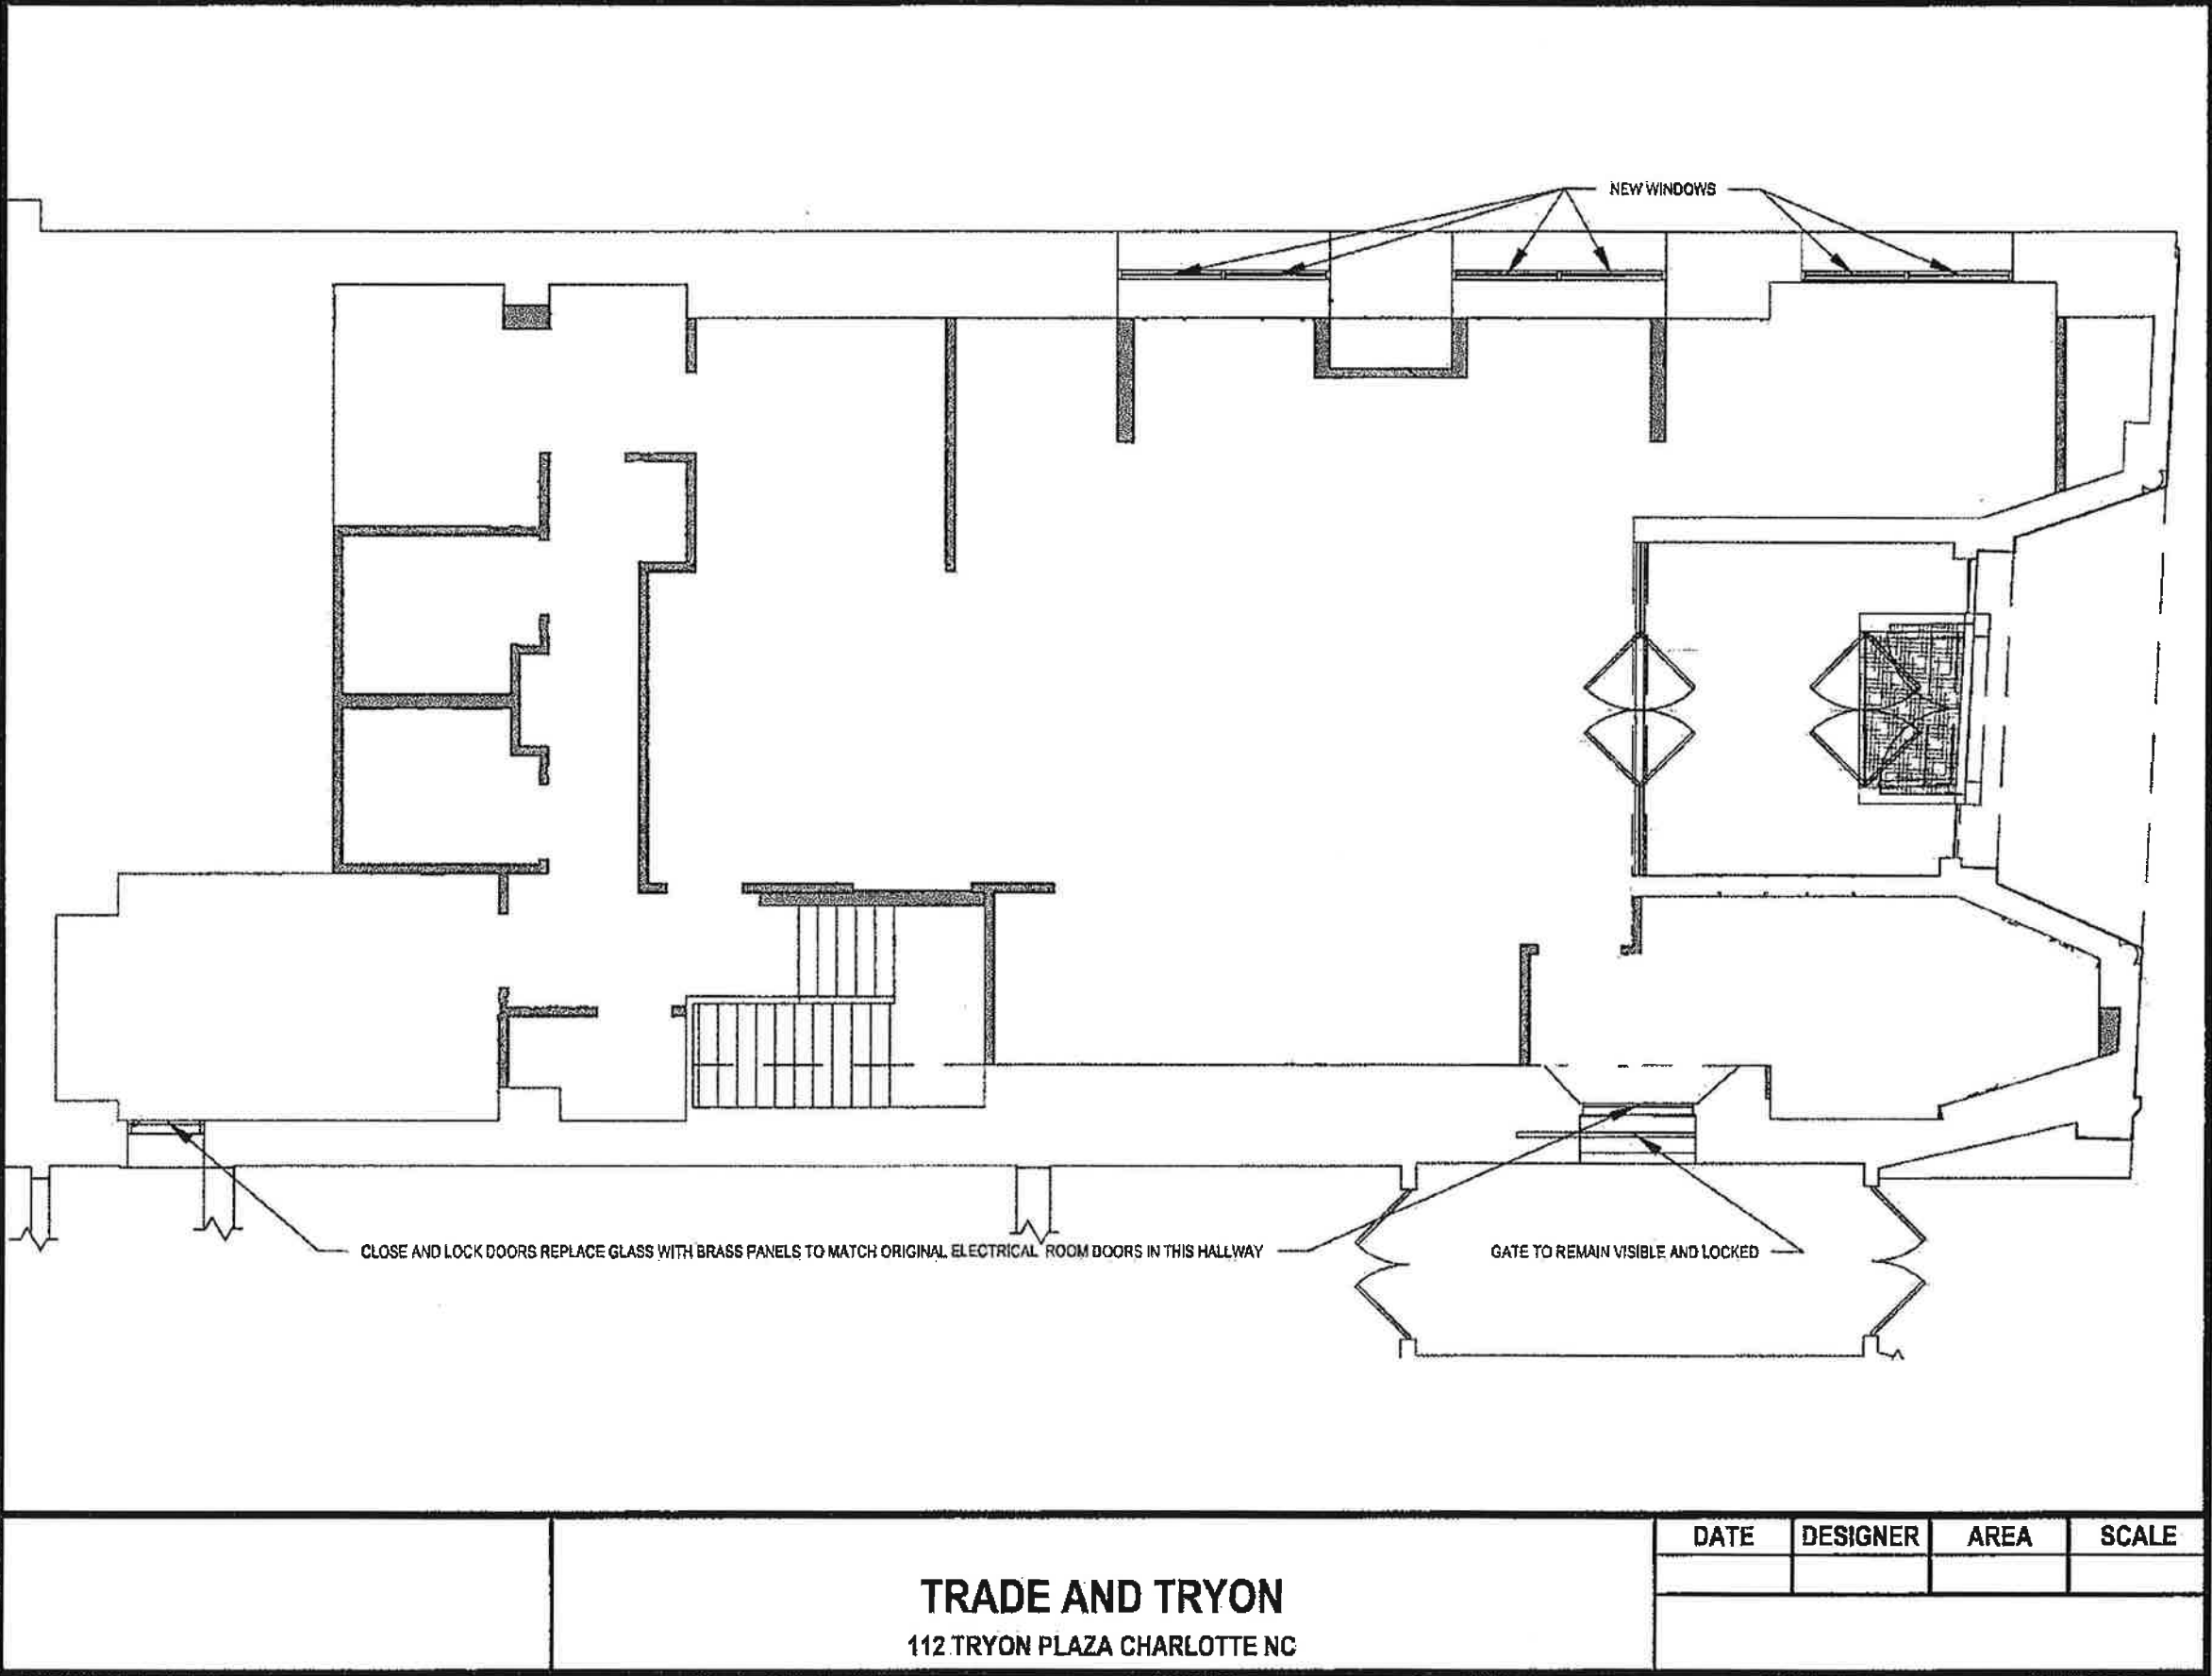 NEW WINDOWS
CLOSE AND LOCK DOORS REPLACE GLASS WITH BRASS PANELS TO MATCH ORIGINAL ELECTRICAL ROOM DOORS IN THIS HALLWAY
GATE TO REMAIN VISIBLE AND LOCKED
DATE DESIGNER AREA SCALE
TRADE AND TRYON
112 TRYON PLAZA CHARLOTTE NC